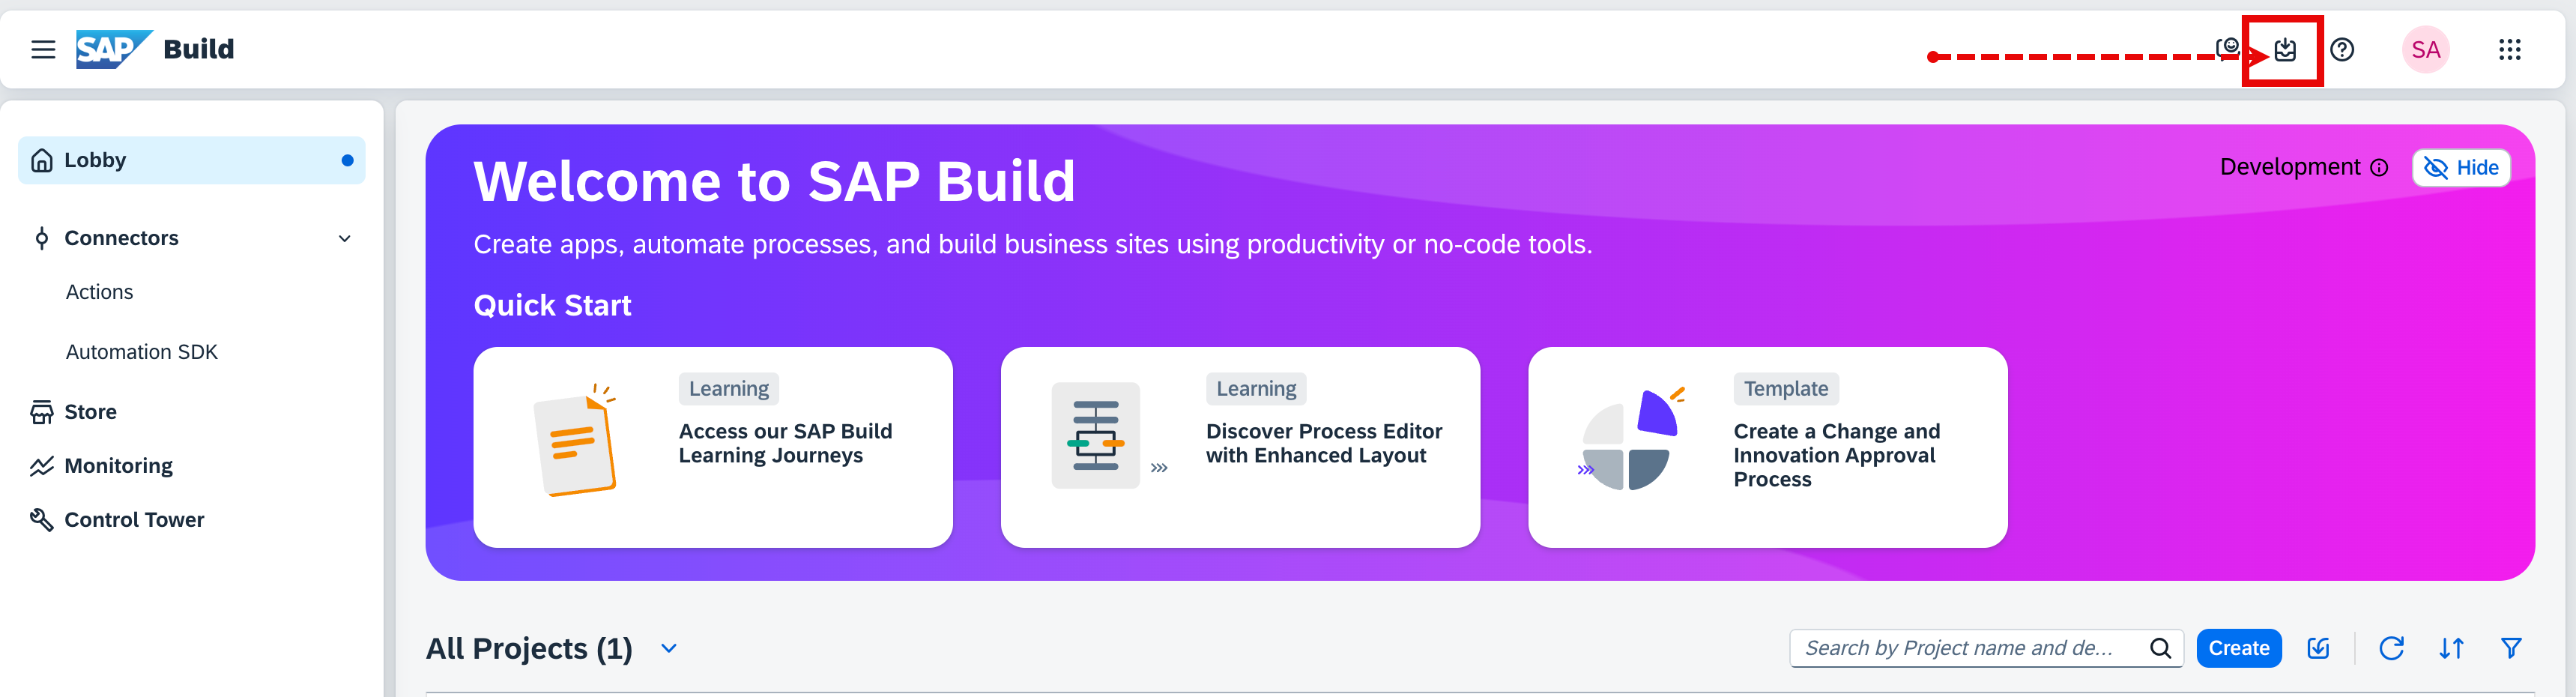 SAP Build
SA
Lobby
Connectors
Actions
Automation SDK
Store
Monitoring
Control Tower
Welcome to SAP Build
Development
Hide
Create apps, automate processes, and build business sites using productivity or no-code tools.
Quick Start
Learning
Access our SAP Build
Learning Journeys
Learning
Discover Process Editor
with Enhanced Layout
Template
Create a Change and
Innovation Approval
Process
All Projects (1)
Search by Project name and de...
Create